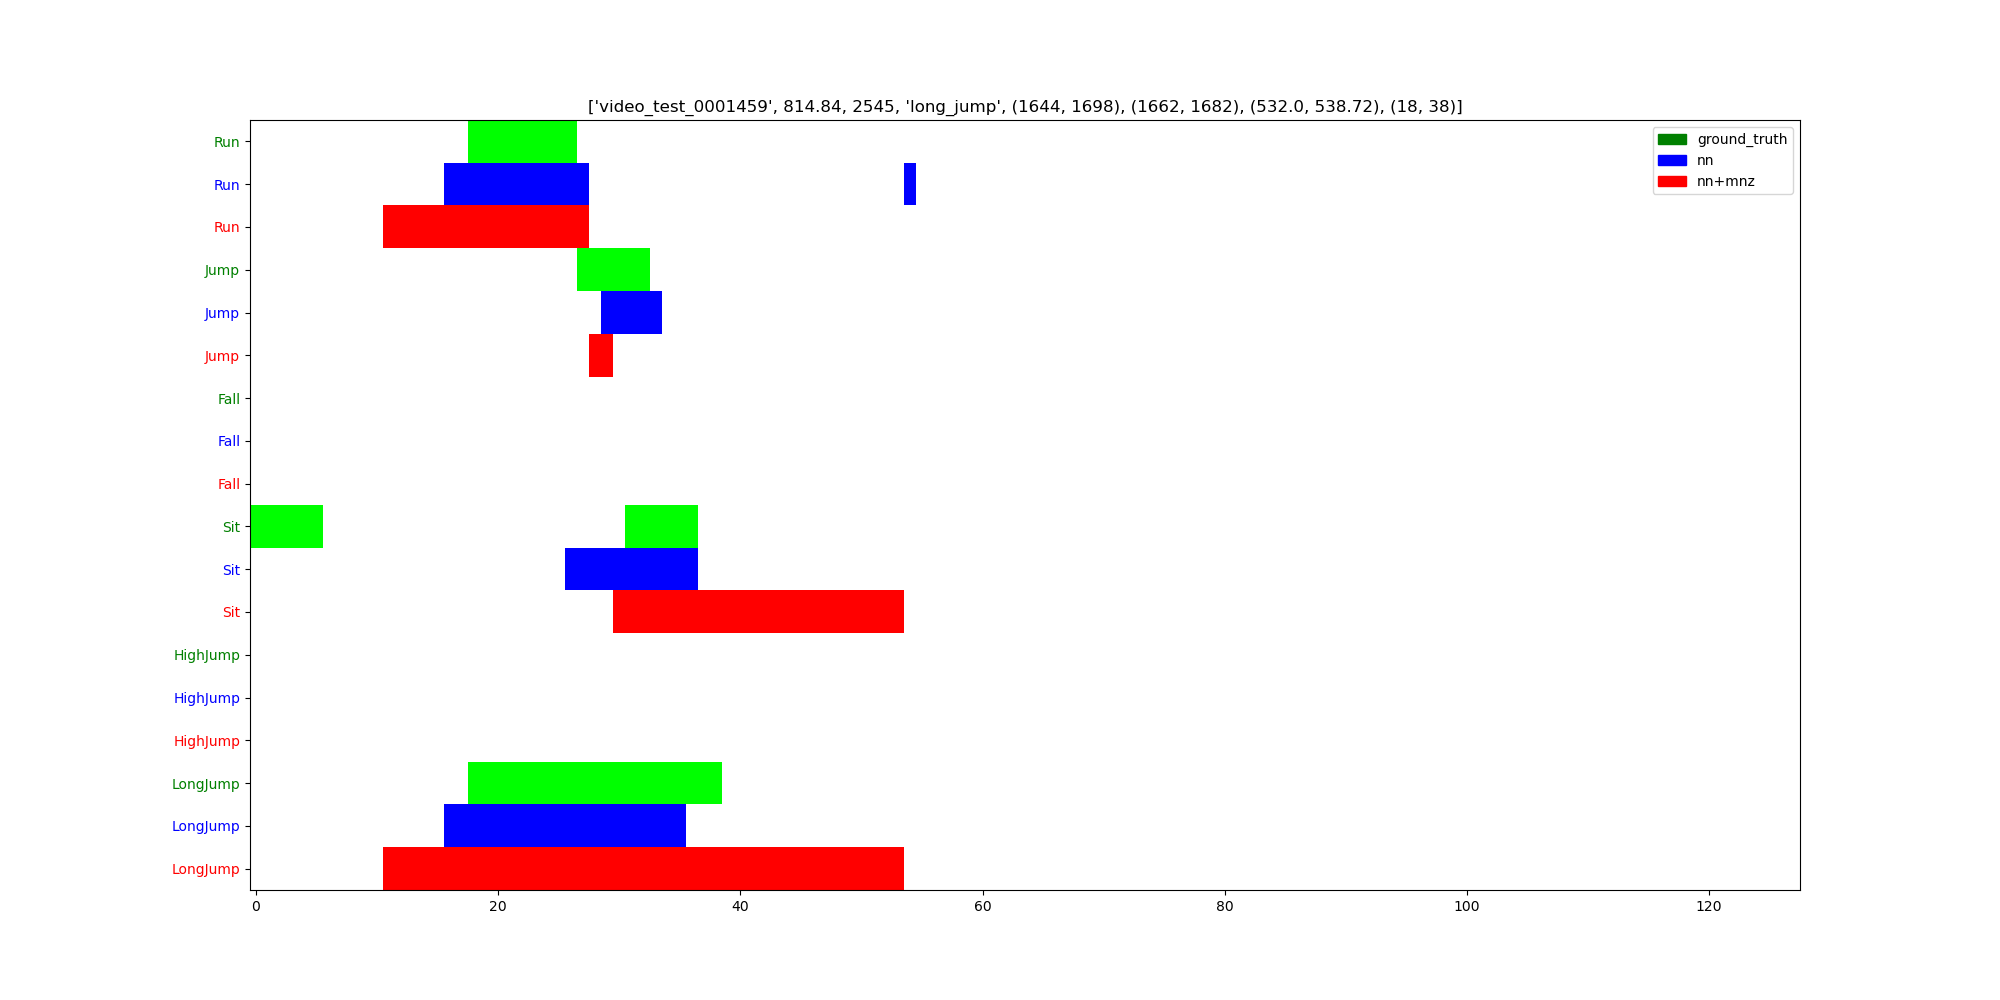 ['video_test_0001459', 814.84, 2545, 'long_jump', (1644, 1698), (1662, 1682), (532.0, 538.72), (18, 38)]
ground_truth
nn
nn+mnz
Run
Run
Run
Jump
Jump
Jump
Fall
Fall
Fall
Sit
Sit
Sit
HighJump
HighJump
HighJump
LongJump
LongJump
LongJump
0 20 40 60 80 100 120